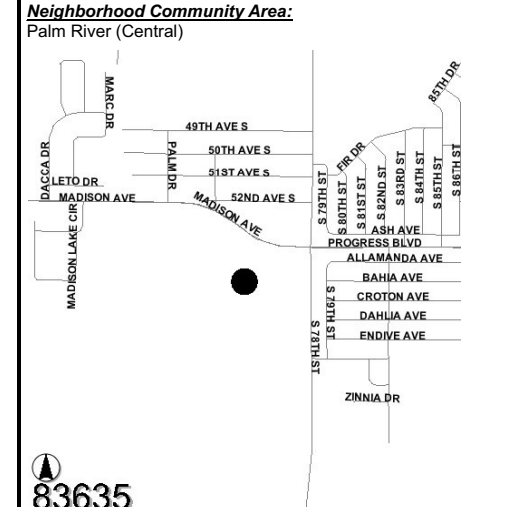 Neighborhood Community Area:
Palm River (Central)
MARC DR
85TH DR
49TH AVE S
50TH AVE S
51ST AVE S
52ND AVE S
PALM DR
FIR DR
DACCA DR
LETO DR
MADISON AVE
MADISON AVE
MADISON LAKE CIR
S 79TH ST
S 80TH ST
S 81ST ST
S 82ND ST
S 83RD ST
S 84TH ST
S 85TH ST
S 86TH ST
ASH AVE
PROGRESS BLVD
ALLAMANDA AVE
BAHIA AVE
CROTON AVE
DAHLIA AVE
ENDIVE AVE
S 79TH ST
S 78TH ST
ZINNIA DR
83635